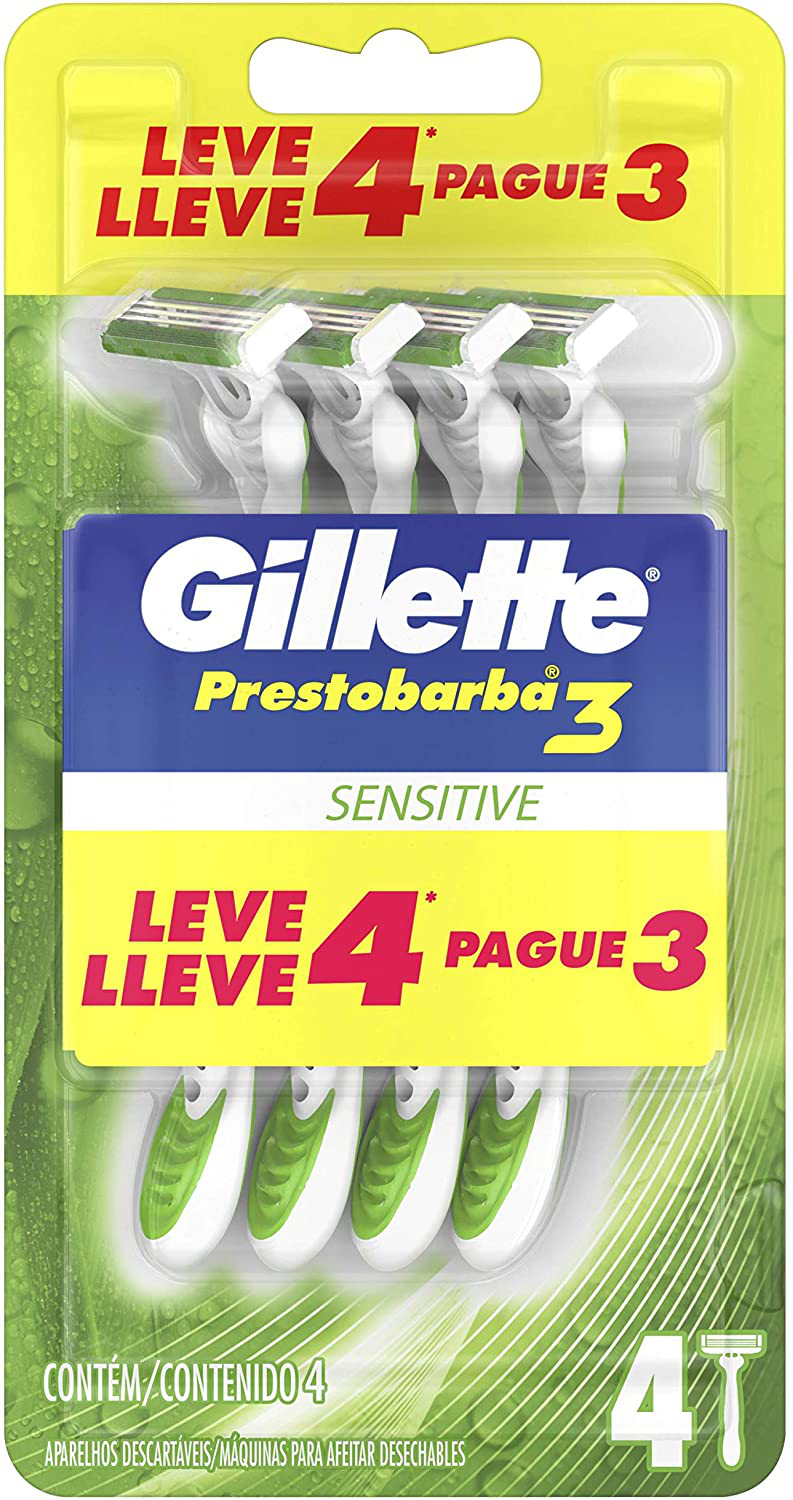 LEVE
LLEVE 4* PAGUE 3
Gillette®
Prestobarba®3
SENSITIVE
LEVE
LLEVE 4* PAGUE 3
CONTÉM/CONTENIDO 4
4
APARELHOS DESCARTÁVEIS/MÁQUINAS PARA AFEITAR DESECHABLES